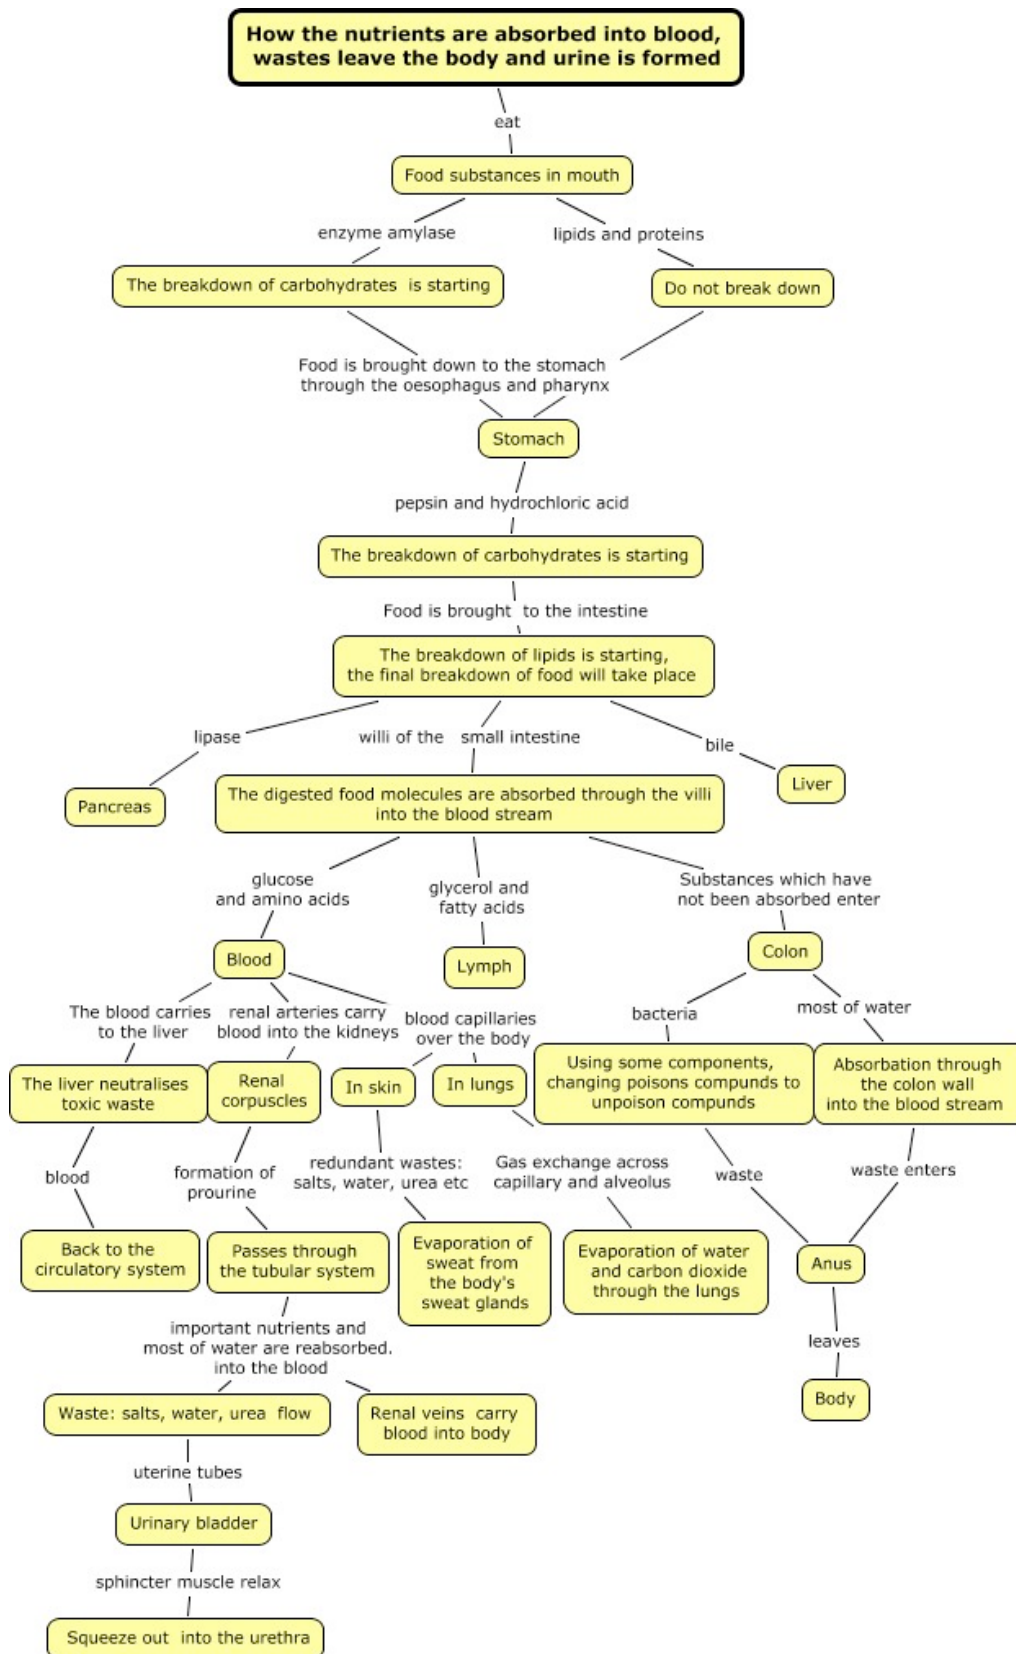 How the nutrients are absorbed into blood,
wastes leave the body and urine is formed
eat
Food substances in mouth
enzyme amylase
lipids and proteins
The breakdown of carbohydrates is starting
Do not break down
Food is brought down to the stomach
through the oesophagus and pharynx
Stomach
pepsin and hydrochloric acid
The breakdown of carbohydrates is starting
Food is brought to the intestine
The breakdown of lipids is starting,
the final breakdown of food will take place
lipase
willi of the small intestine
bile
Pancreas
The digested food molecules are absorbed through the villi
into the blood stream
Liver
glucose
and amino acids
glycerol and
fatty acids
Substances which have
not been absorbed enter
Blood
Lymph
Colon
The blood carries
to the liver
renal arteries carry
blood into the kidneys
blood capillaries
over the body
bacteria
most of water
The liver neutralises
toxic waste
Renal
corpuscles
In skin
In lungs
Using some components,
changing poisons compunds to
unpoison compunds
Absorbation through
the colon wall
into the blood stream
blood
formation of
prourine
redundant wastes:
salts, water, urea etc
Gas exchange across
capillary and alveolus
waste
waste enters
Back to the
circulatory system
Passes through
the tubular system
Evaporation of
sweat from
the body's
sweat glands
Evaporation of water
and carbon dioxide
through the lungs
Anus
important nutrients and
most of water are reabsorbed.
into the blood
leaves
Waste: salts, water, urea flow
Renal veins carry
blood into body
Body
uterine tubes
Urinary bladder
sphincter muscle relax
Squeeze out into the urethra